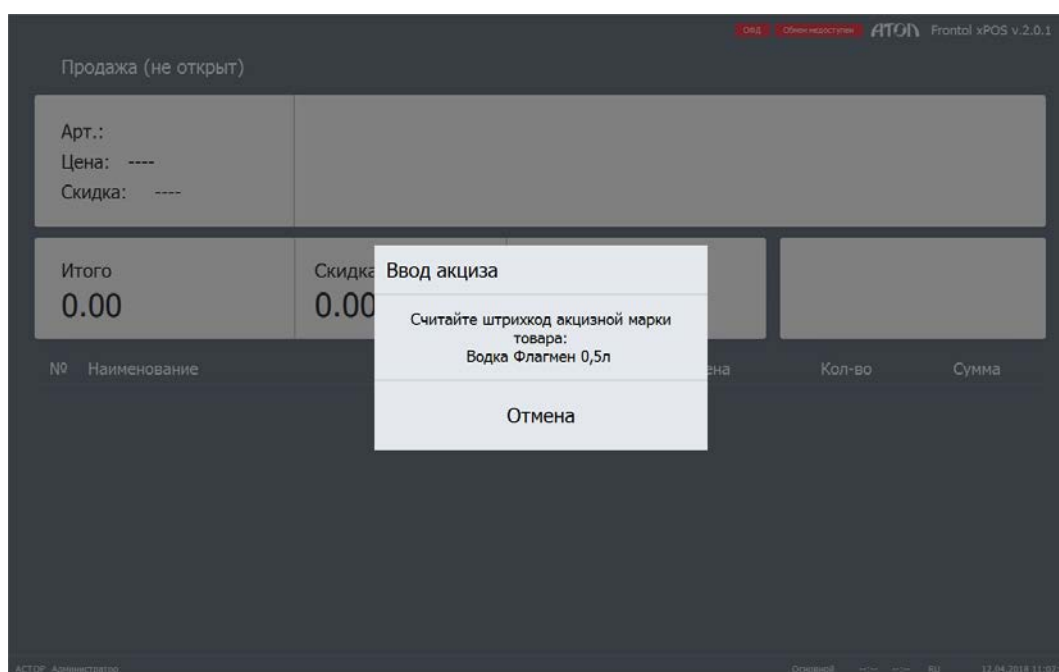 ОФД Обмен недоступен АТОЛ Frontol xPOS v.2.0.1
Продажа (не открыт)
Арт.:
Цена: ----
Скидка: ----
Итого
0.00
Скидка
0.00
Ввод акциза
Считайте штрихкод акцизной марки
товара:
Водка Флагмен 0,5л
Отмена
№ Наименование ена Кол-во Сумма
АСТОР Администратор Основной --:-- --:-- RU 12.04.2018 11:07